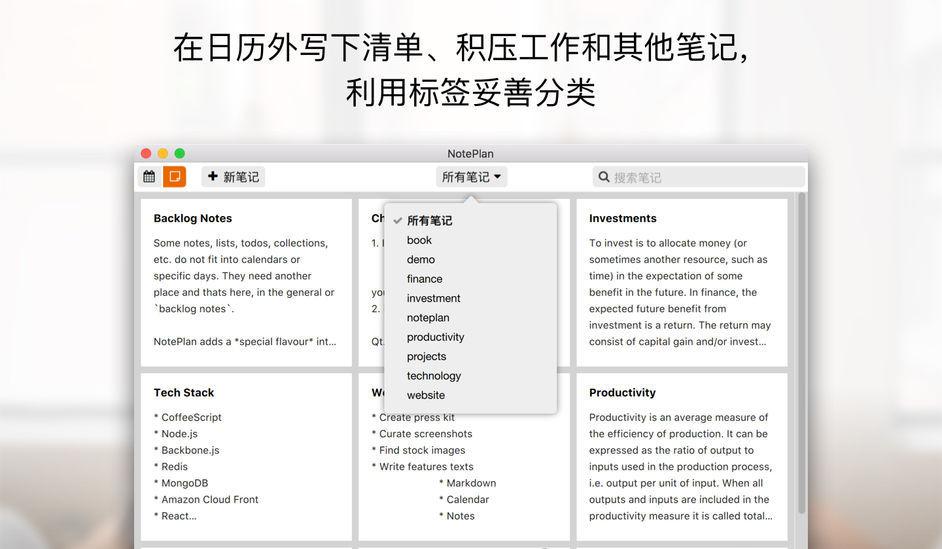 在日历外写下清单、积压工作和其他笔记，
利用标签妥善分类
NotePlan
新笔记
所有笔记
搜索笔记
Backlog Notes
Some notes, lists, todos, collections,
etc. do not fit into calendars or
specific days. They need another
place and thats here, in the general or
`backlog notes`.
NotePlan adds a *special flavour* int...
Ch
1.
you
2.
Qt
所有笔记
book
demo
finance
investment
noteplan
productivity
projects
technology
website
Investments
To invest is to allocate money (or
sometimes another resource, such as
time) in the expectation of some
benefit in the future. In finance, the
expected future benefit from
investment is a return. The return may
consist of capital gain and/or invest...
Tech Stack
* CoffeeScript
* Node.js
* Backbone.js
* Redis
* MongoDB
* Amazon Cloud Front
* React...
* Create press kit
* Curate screenshots
* Find stock images
* Write features texts
* Markdown
* Calendar
* Notes
Productivity
Productivity is an average measure of
the efficiency of production. It can be
expressed as the ratio of output to
inputs used in the production process,
i.e. output per unit of input. When all
outputs and inputs are included in the
productivity measure it is called total...